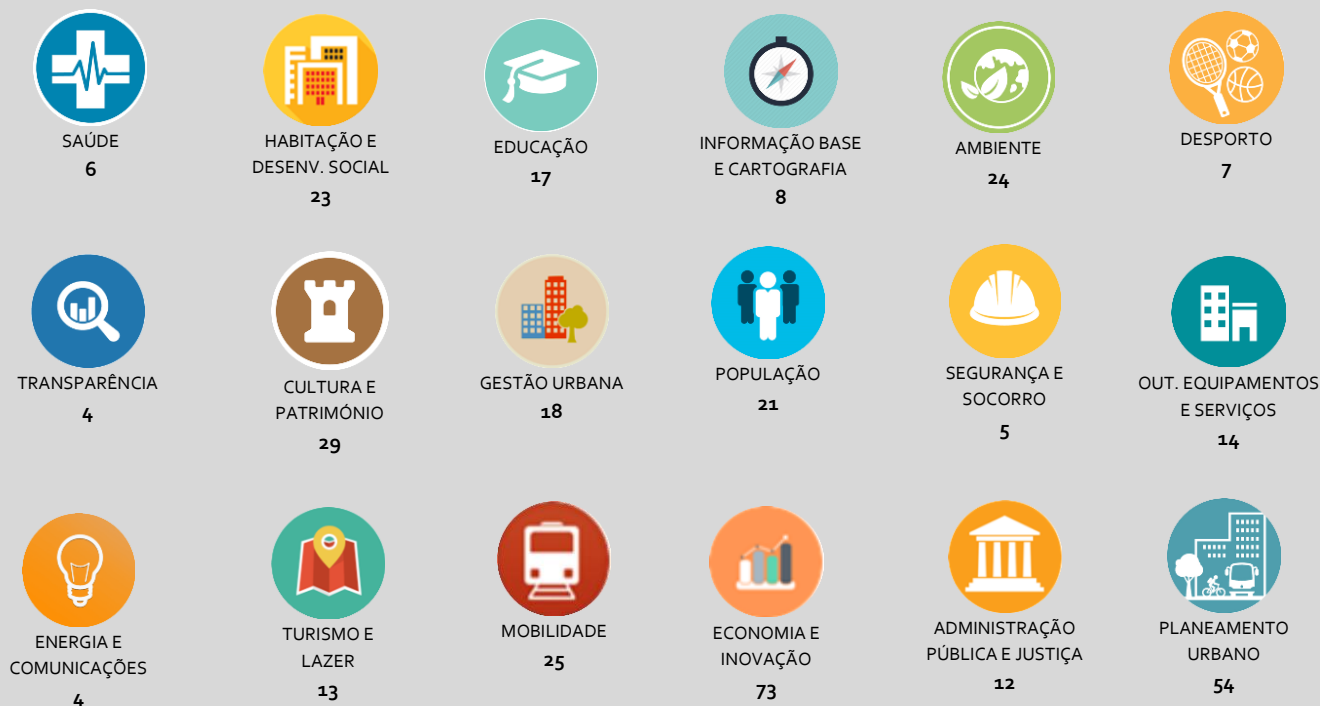 SAÚDE
6
HABITAÇÃO E
DESENV. SOCIAL
23
EDUCAÇÃO
17
INFORMAÇÃO BASE
E CARTOGRAFIA
8
AMBIENTE
24
DESPORTO
7
TRANSPARÊNCIA
4
CULTURA E
PATRIMÓNIO
29
GESTÃO URBANA
18
POPULAÇÃO
21
SEGURANÇA E
SOCORRO
5
OUT. EQUIPAMENTOS
E SERVIÇOS
14
ENERGIA E
COMUNICAÇÕES
4
TURISMO E
LAZER
13
MOBILIDADE
25
ECONOMIA E
INOVAÇÃO
73
ADMINISTRAÇÃO
PÚBLICA E JUSTIÇA
12
PLANEAMENTO
URBANO
54